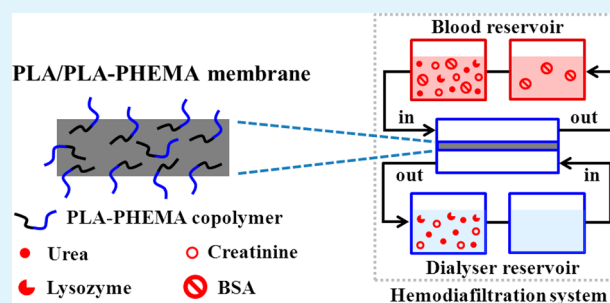 PLA/PLA-PHEMA membrane
PLA-PHEMA copolymer
Urea
Creatinine
Lysozyme
BSA
Blood reservoir
in
out
out
in
Dialyser reservoir
Hemodiafiltration system